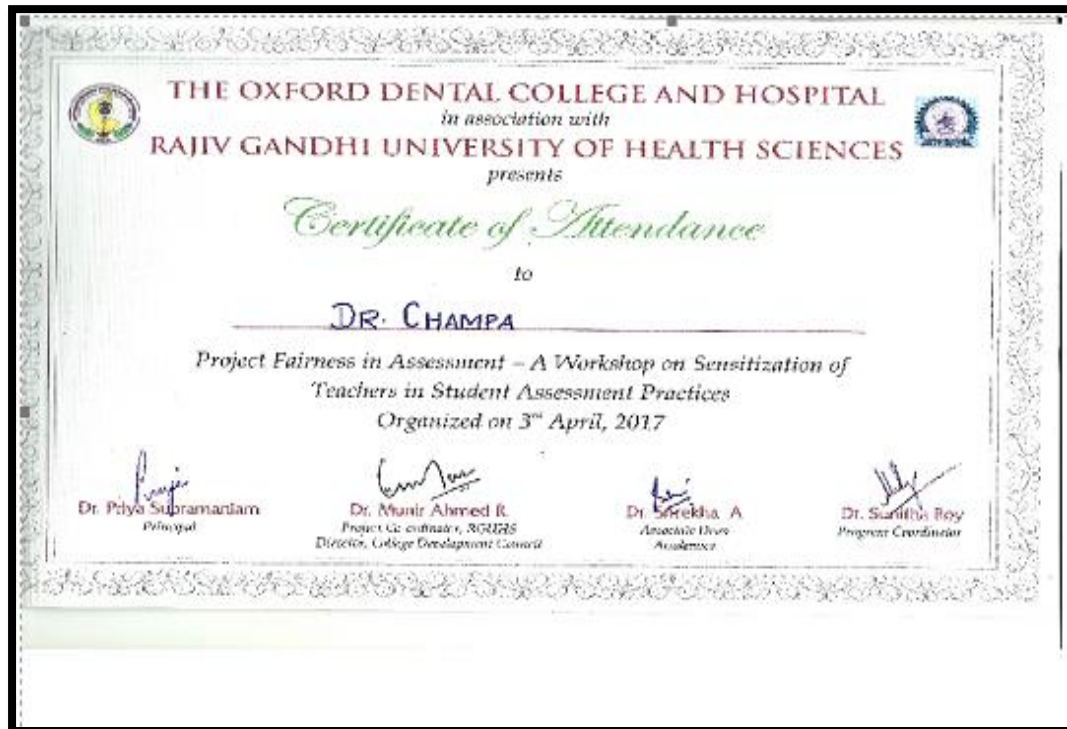 THE OXFORD DENTAL COLLEGE AND HOSPITAL
in association with
RAJIV GANDHI UNIVERSITY OF HEALTH SCIENCES
presents
Certificate of Attendance
to
DR. CHAMPA
Project Fairness in Assessment – A Workshop on Sensitization of
Teachers in Student Assessment Practices
Organized on 3rd April, 2017
Dr. Priya Subramaniam
Principal
Dr. Munir Ahmed R.
Project Co-ordinator, RGUHS
Director, College Development Council
Dr. Shrekha A
Associate Dean
Academics
Dr. Sunitha Roy
Program Coordinator